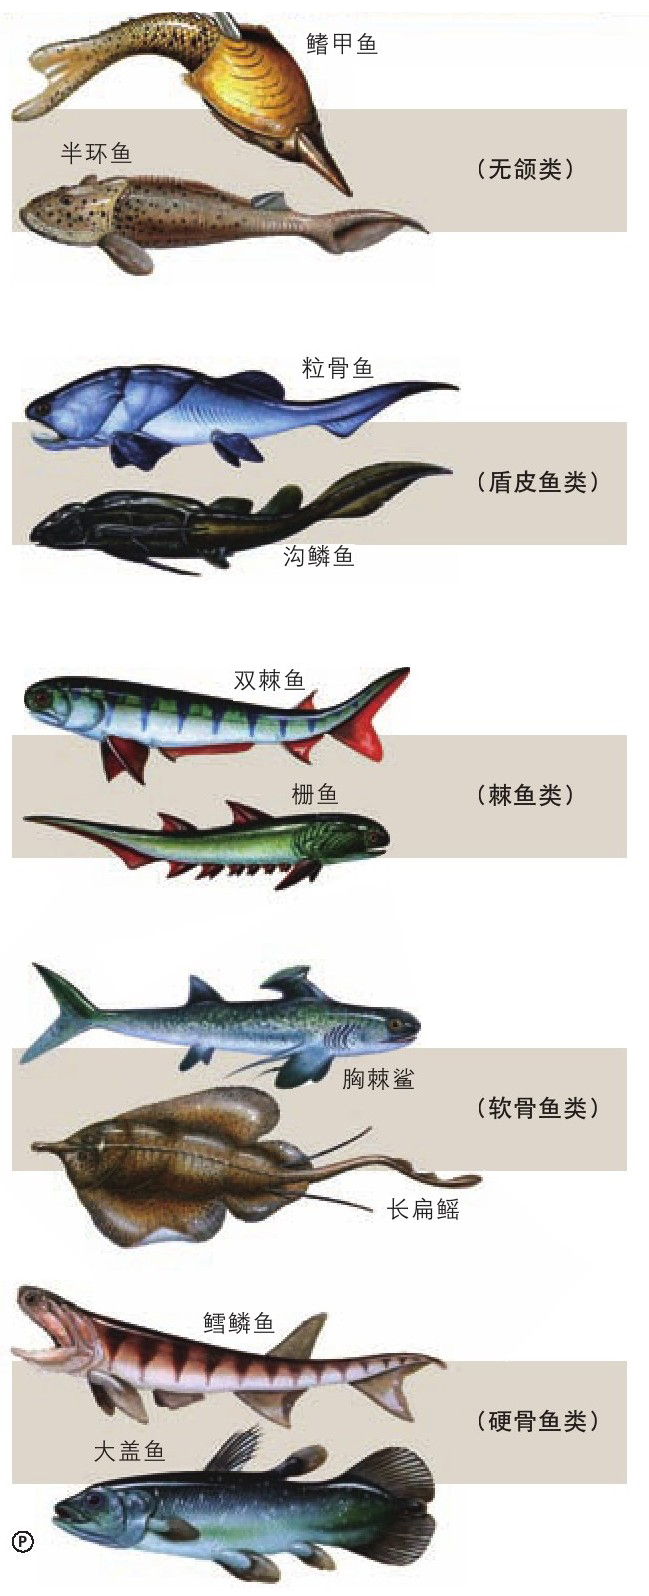 鳍甲鱼
半环鱼
（无颌类）
粒骨鱼
（盾皮鱼类）
沟鳞鱼
双棘鱼
栅鱼
（棘鱼类）
胸棘鲨
（软骨鱼类）
长扁鳐
鳕鳞鱼
（硬骨鱼类）
大盖鱼
P